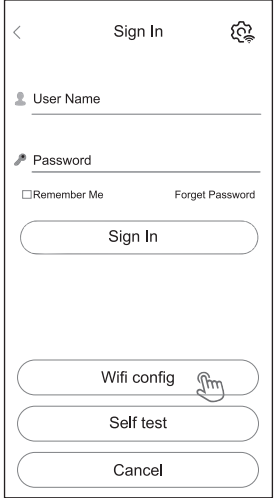 Sign In
User Name
Password
Remember Me Forget Password
Sign In
Wifi config
Self test
Cancel